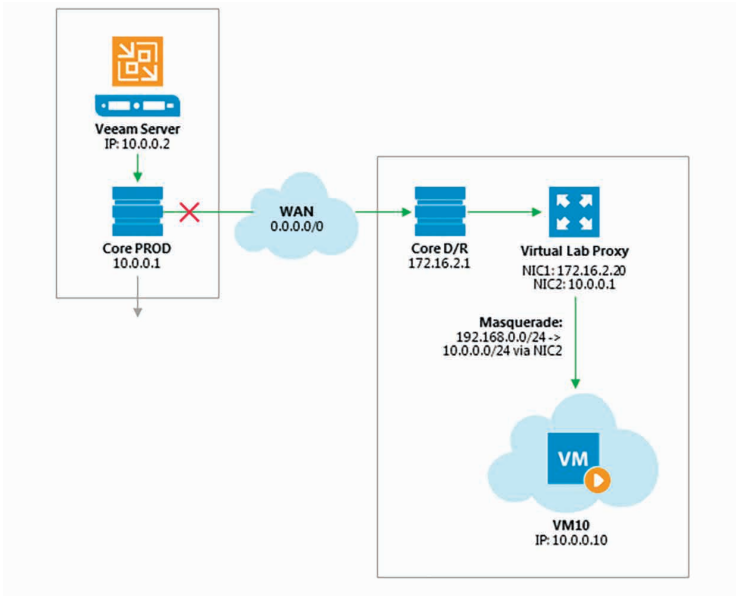 Veeam Server
IP: 10.0.0.2
Core PROD
10.0.0.1
WAN
0.0.0.0/0
Core D/R
172.16.2.1
Virtual Lab Proxy
NIC1: 172.16.2.20
NIC2: 10.0.0.1
Masquerade:
192.168.0.0/24 ->
10.0.0.0/24 via NIC2
VM
VM10
IP: 10.0.0.10